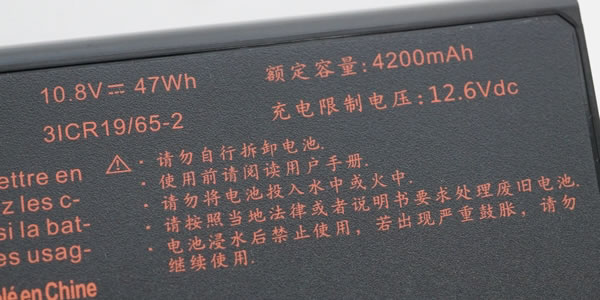 10.8V⎓ 47Wh
额定容量:4200mAh
3ICR19/65-2
充电限制电压:12.6Vdc
ettre en
z les c-
si la bat-
es usag-
lé en Chine
⚠ · 请勿自行拆卸电池.
· 使用前请阅读用户手册.
· 请勿将电池投入水中或火中.
· 请按照当地法律或者说明书要求处理废旧电池.
· 电池浸水后禁止使用，若出现严重鼓胀，请勿
继续使用.